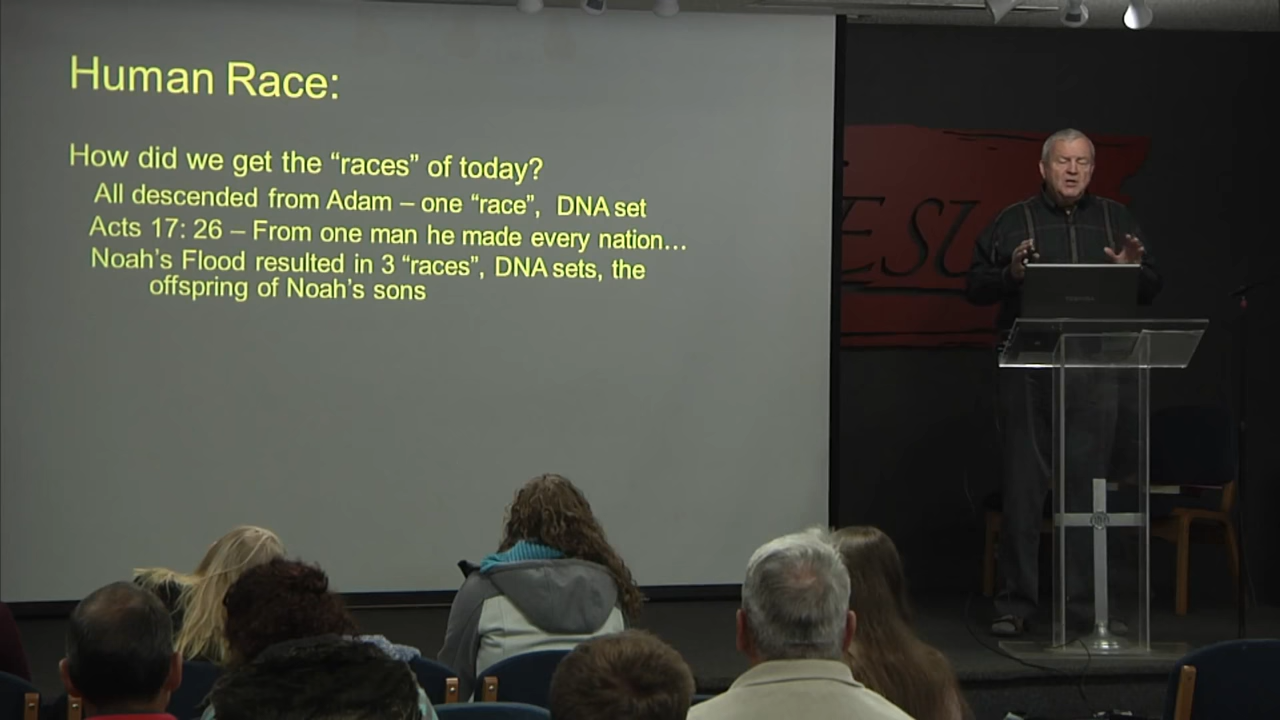 Human Race:
How did we get the “races” of today?
All descended from Adam – one “race”, DNA set
Acts 17: 26 – From one man he made every nation...
Noah’s Flood resulted in 3 “races”, DNA sets, the
offspring of Noah’s sons
ESU